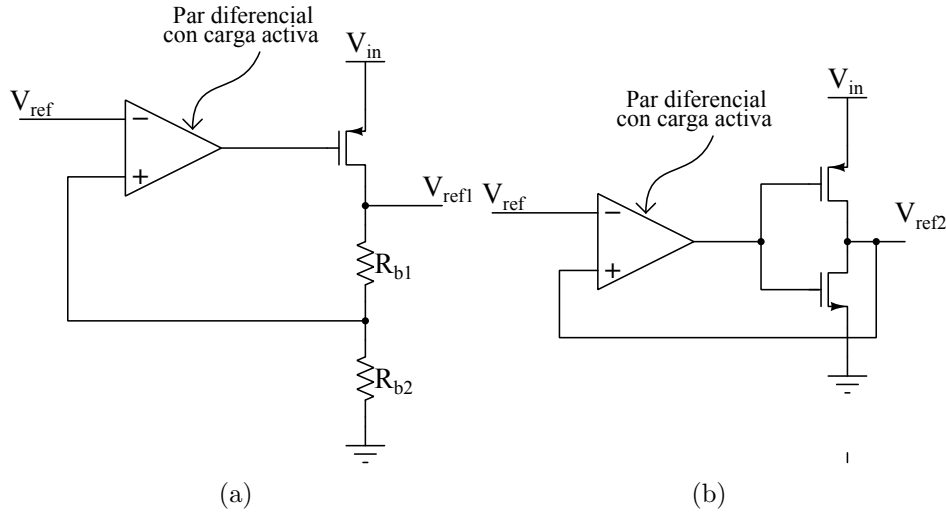 Par diferencial
con carga activa
V_in
V_ref
−
+
V_ref1
R_b1
R_b2
(a)
Par diferencial
con carga activa
V_in
V_ref
−
+
V_ref2
(b)